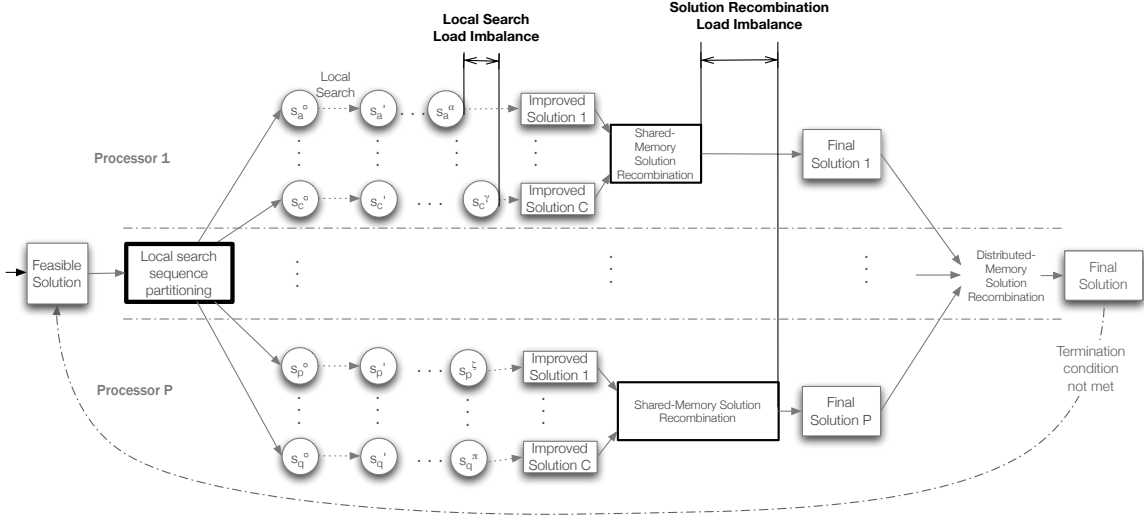 Local Search
Load Imbalance
Solution Recombination
Load Imbalance
Local
Search
s_a^o
s_a'
. . .
s_a^α
Improved
Solution 1
Processor 1
Shared-
Memory
Solution
Recombination
Final
Solution 1
s_c^o
s_c'
. . .
s_c^γ
Improved
Solution C
Feasible
Solution
Local search
sequence
partitioning
Distributed-
Memory
Solution
Recombination
Final
Solution
Processor P
s_p^o
s_p'
. . .
s_p^ζ
Improved
Solution 1
Shared-Memory Solution
Recombination
Final
Solution P
Termination
condition
not met
s_q^o
s_q'
. . .
s_q^π
Improved
Solution C